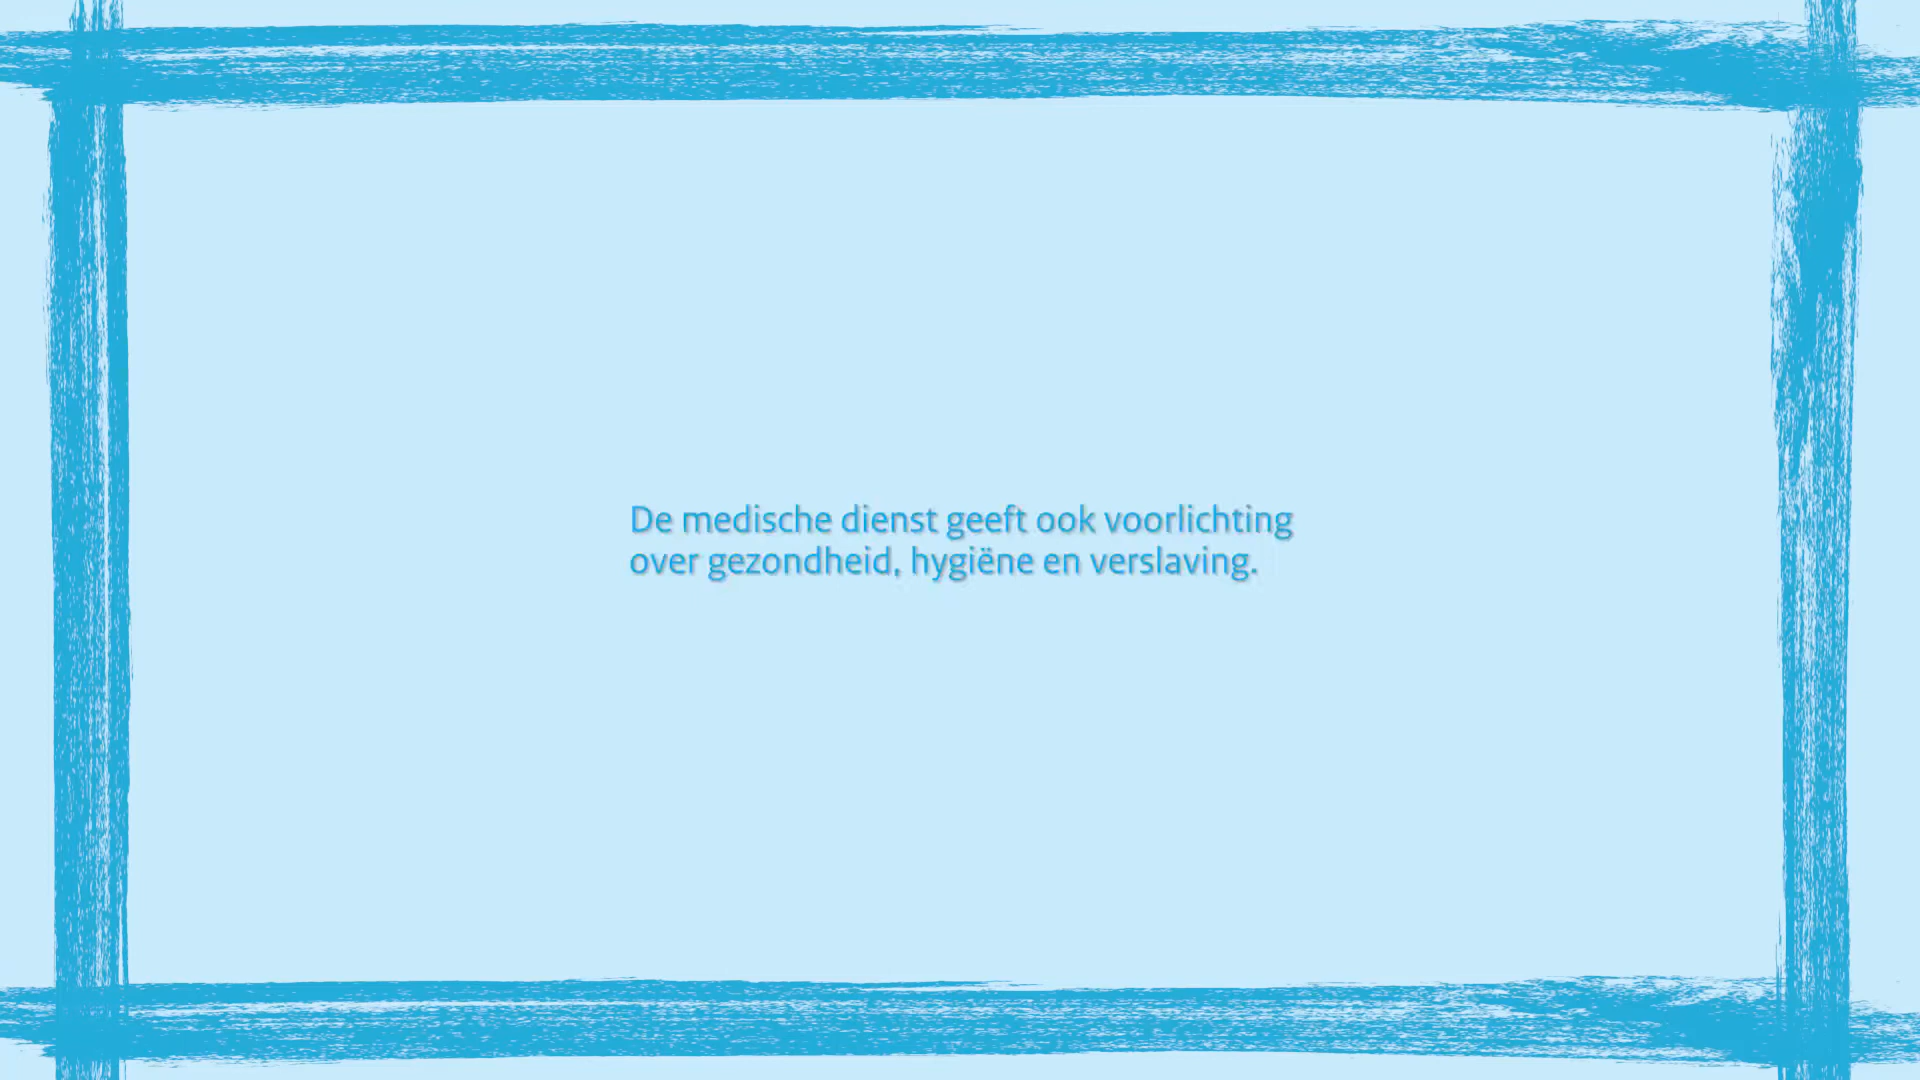 De medische dienst geeft ook voorlichting
over gezondheid, hygiëne en verslaving.